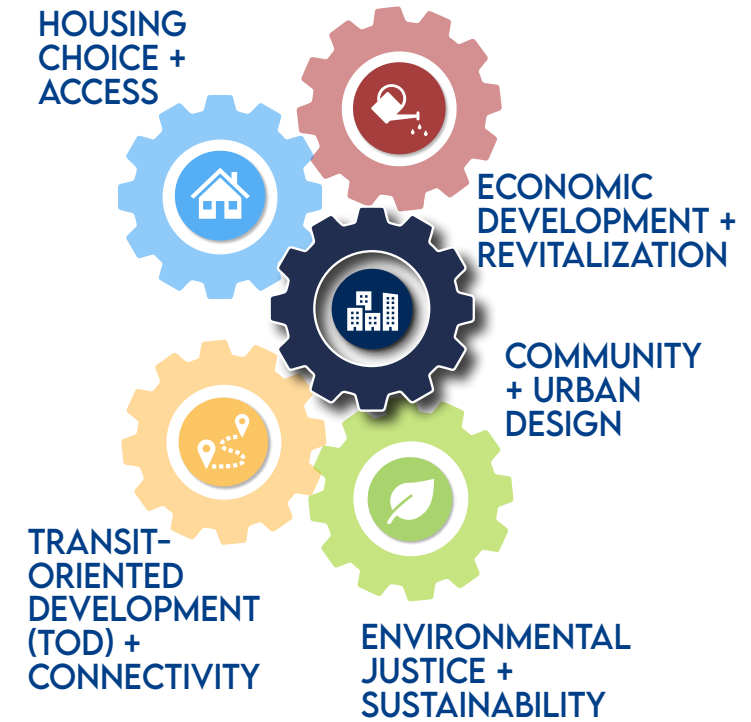 HOUSING
CHOICE +
ACCESS
ECONOMIC
DEVELOPMENT +
REVITALIZATION
COMMUNITY
+ URBAN
DESIGN
TRANSIT-
ORIENTED
DEVELOPMENT
(TOD) +
CONNECTIVITY
ENVIRONMENTAL
JUSTICE +
SUSTAINABILITY